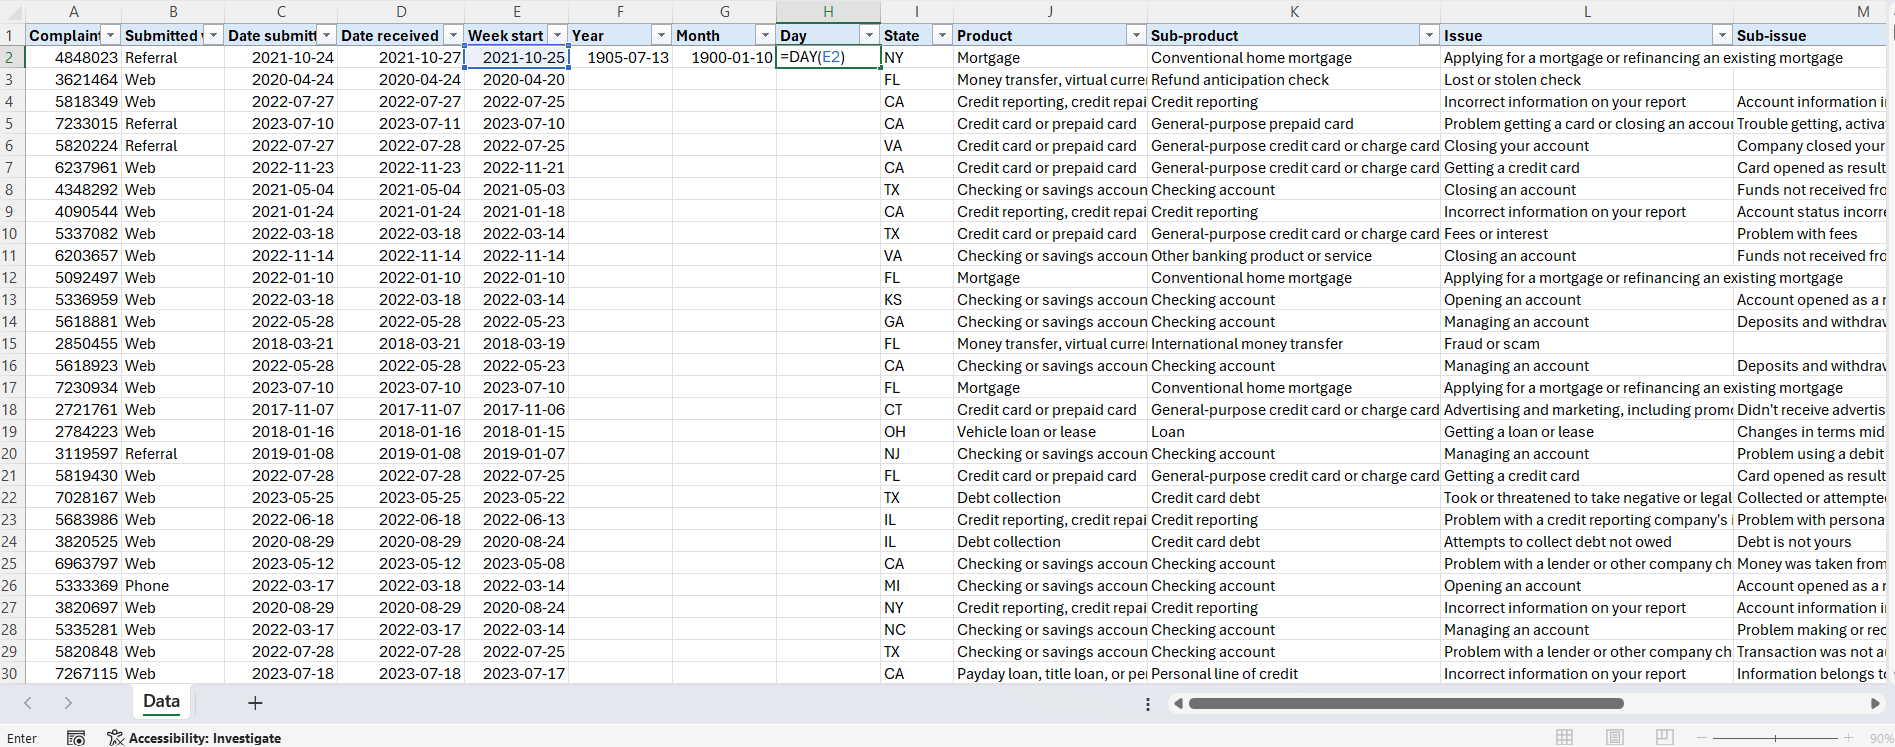 A B C D E F G H I J K L M
1 Complaint Submitted v Date submitt Date received Week start Year Month Day State Product Sub-product Issue Sub-issue
2 4848023 Referral 2021-10-24 2021-10-27 2021-10-25 1905-07-13 1900-01-10 =DAY(E2) NY Mortgage Conventional home mortgage Applying for a mortgage or refinancing an existing mortgage
3 3621464 Web 2020-04-24 2020-04-24 2020-04-20 FL Money transfer, virtual curre Refund anticipation check Lost or stolen check
4 5818349 Web 2022-07-27 2022-07-27 2022-07-25 CA Credit reporting, credit repai Credit reporting Incorrect information on your report Account information i
5 7233015 Referral 2023-07-10 2023-07-11 2023-07-10 CA Credit card or prepaid card General-purpose prepaid card Problem getting a card or closing an accour Trouble getting, activa
6 5820224 Referral 2022-07-27 2022-07-28 2022-07-25 VA Credit card or prepaid card General-purpose credit card or charge card Closing your account Company closed your
7 6237961 Web 2022-11-23 2022-11-23 2022-11-21 CA Credit card or prepaid card General-purpose credit card or charge card Getting a credit card Card opened as result
8 4348292 Web 2021-05-04 2021-05-04 2021-05-03 TX Checking or savings accoun Checking account Closing an account Funds not received fro
9 4090544 Web 2021-01-24 2021-01-24 2021-01-18 CA Credit reporting, credit repai Credit reporting Incorrect information on your report Account status incorre
10 5337082 Web 2022-03-18 2022-03-18 2022-03-14 TX Credit card or prepaid card General-purpose credit card or charge card Fees or interest Problem with fees
11 6203657 Web 2022-11-14 2022-11-14 2022-11-14 VA Checking or savings accoun Other banking product or service Closing an account Funds not received fro
12 5092497 Web 2022-01-10 2022-01-10 2022-01-10 FL Mortgage Conventional home mortgage Applying for a mortgage or refinancing an existing mortgage
13 5336959 Web 2022-03-18 2022-03-18 2022-03-14 KS Checking or savings accoun Checking account Opening an account Account opened as a r
14 5618881 Web 2022-05-28 2022-05-28 2022-05-23 GA Checking or savings accoun Checking account Managing an account Deposits and withdrav
15 2850455 Web 2018-03-21 2018-03-21 2018-03-19 FL Money transfer, virtual curre International money transfer Fraud or scam
16 5618923 Web 2022-05-28 2022-05-28 2022-05-23 CA Checking or savings accoun Checking account Managing an account Deposits and withdrav
17 7230934 Web 2023-07-10 2023-07-10 2023-07-10 FL Mortgage Conventional home mortgage Applying for a mortgage or refinancing an existing mortgage
18 2721761 Web 2017-11-07 2017-11-07 2017-11-06 CT Credit card or prepaid card General-purpose credit card or charge card Advertising and marketing, including promo Didn't receive advertis
19 2784223 Web 2018-01-16 2018-01-16 2018-01-15 OH Vehicle loan or lease Loan Getting a loan or lease Changes in terms mid
20 3119597 Referral 2019-01-08 2019-01-08 2019-01-07 NJ Checking or savings accoun Checking account Managing an account Problem using a debit
21 5819430 Web 2022-07-28 2022-07-28 2022-07-25 FL Credit card or prepaid card General-purpose credit card or charge card Getting a credit card Card opened as result
22 7028167 Web 2023-05-25 2023-05-25 2023-05-22 TX Debt collection Credit card debt Took or threatened to take negative or legal Collected or attempte
23 5683986 Web 2022-06-18 2022-06-18 2022-06-13 IL Credit reporting, credit repai Credit reporting Problem with a credit reporting company's i Problem with persona
24 3820525 Web 2020-08-29 2020-08-29 2020-08-24 IL Debt collection Credit card debt Attempts to collect debt not owed Debt is not yours
25 6963797 Web 2023-05-12 2023-05-12 2023-05-08 CA Checking or savings accoun Checking account Problem with a lender or other company ch Money was taken from
26 5333369 Phone 2022-03-17 2022-03-18 2022-03-14 MI Checking or savings accoun Checking account Opening an account Account opened as a r
27 3820697 Web 2020-08-29 2020-08-29 2020-08-24 NY Credit reporting, credit repai Credit reporting Incorrect information on your report Account information i
28 5335281 Web 2022-03-17 2022-03-17 2022-03-14 NC Checking or savings accoun Checking account Managing an account Problem making or rec
29 5820848 Web 2022-07-28 2022-07-28 2022-07-25 TX Checking or savings accoun Checking account Problem with a lender or other company ch Transaction was not a
30 7267115 Web 2023-07-18 2023-07-18 2023-07-17 CA Payday loan, title loan, or pe Personal line of credit Incorrect information on your report Information belongs to
Data
Enter Accessibility: Investigate 90%